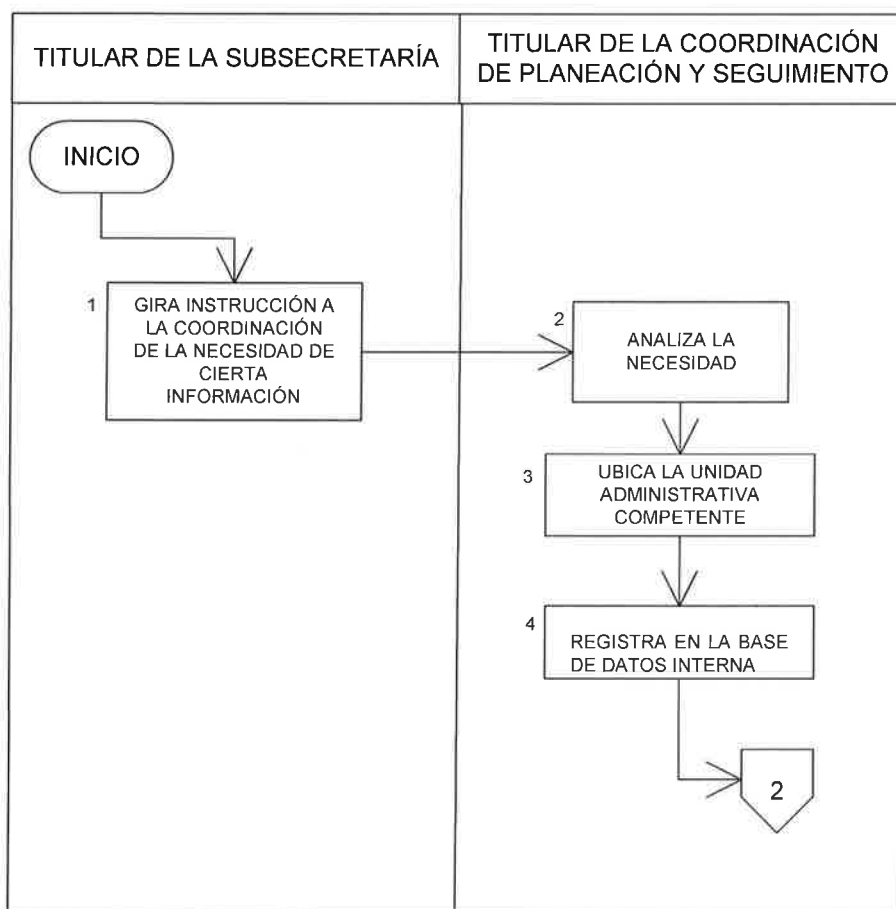 TITULAR DE LA SUBSECRETARÍA
TITULAR DE LA COORDINACIÓN
DE PLANEACIÓN Y SEGUIMIENTO
INICIO
1
GIRA INSTRUCCIÓN A
LA COORDINACIÓN
DE LA NECESIDAD DE
CIERTA
INFORMACIÓN
2
ANALIZA LA
NECESIDAD
3
UBICA LA UNIDAD
ADMINISTRATIVA
COMPETENTE
4
REGISTRA EN LA BASE
DE DATOS INTERNA
2